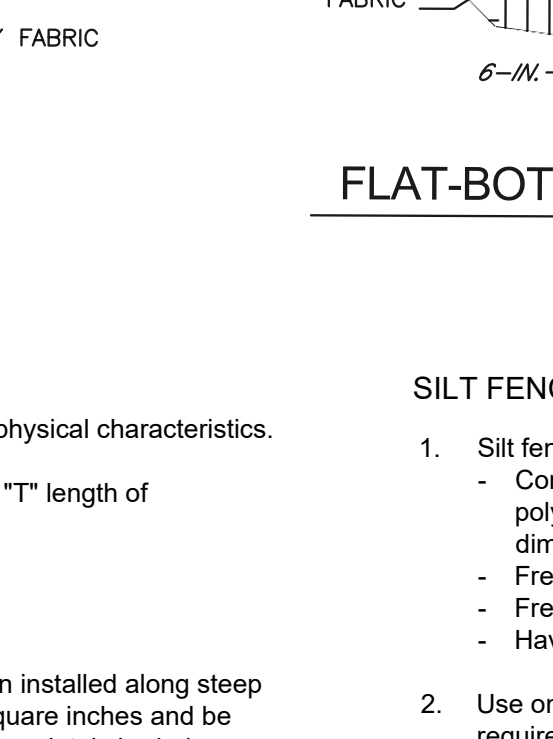 FABRIC
FABRIC
6-IN.-
FLAT-BOT
physical characteristics.
"T" length of
n installed along steep
quare inches and be
SILT FEN
1. Silt fen
- Cor
poly
dim
- Fre
- Fre
- Hav
2. Use or
require